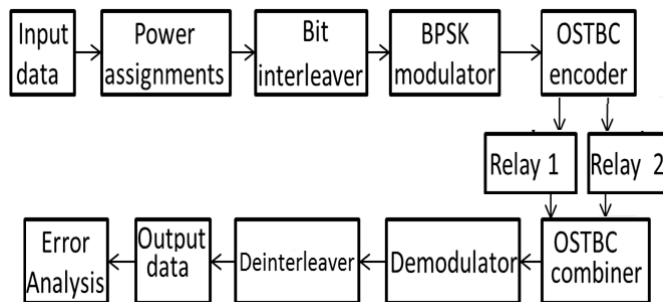 Input
data
Power
assignments
Bit
interleaver
BPSK
modulator
OSTBC
encoder
Relay 1
Relay 2
Error
Analysis
Output
data
Deinterleaver
Demodulator
OSTBC
combiner